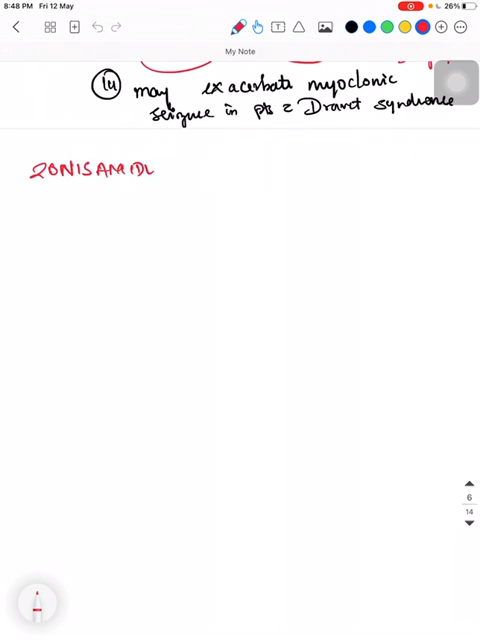 8:48 PM Fri 12 May
26%
My Note
(iv) may exacerbate myoclonic
seizure in pts c Dravet syndrome
ZONISAMID
6
14